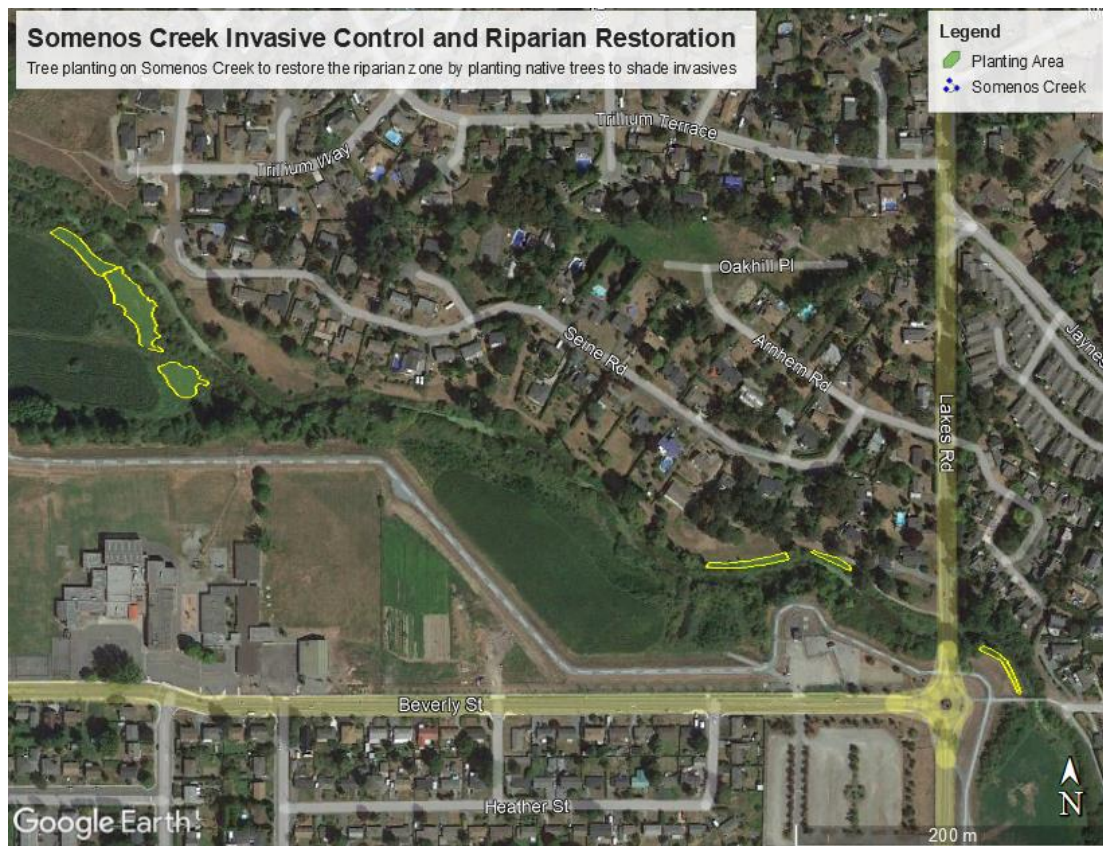 Somenos Creek Invasive Control and Riparian Restoration
Tree planting on Somenos Creek to restore the riparian zone by planting native trees to shade invasives
Legend
Planting Area
Somenos Creek
Trillium Terrace
Trillium Way
Oakhill Pl
Seine Rd
Arnhem Rd
Jaynes
Lakes Rd
Beverly St
Heather St
N
Google Earth
200 m